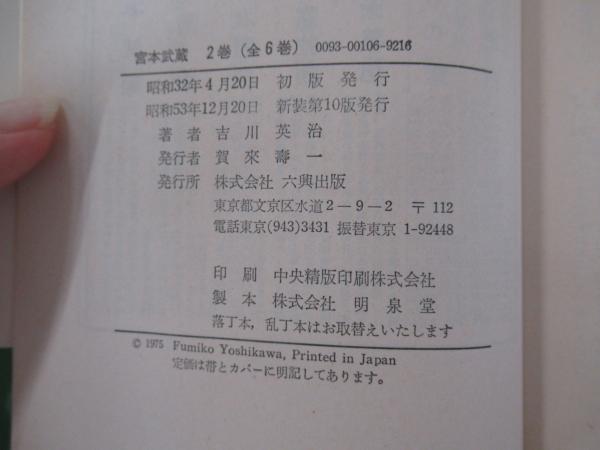 宮本武蔵 2巻(全6巻) 0093-00106-9216
昭和32年4月20日 初版発行
昭和53年12月20日 新装第10版発行
著者 吉川英治
発行者 賀來壽一
発行所 株式会社 六興出版
東京都文京区水道2-9-2 〒112
電話東京(943)3431 振替東京 1-92448
印刷 中央精版印刷株式会社
製本 株式会社 明泉堂
落丁本,乱丁本はお取替えいたします
© 1975 Fumiko Yoshikawa, Printed in Japan
定価は帯とカバーに明記してあります。